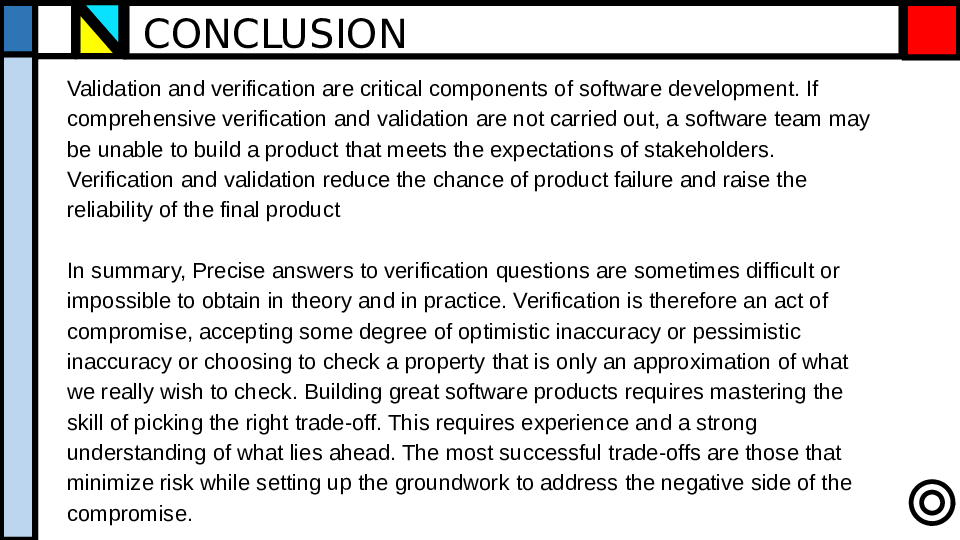 CONCLUSION
Validation and verification are critical components of software development. If
comprehensive verification and validation are not carried out, a software team may
be unable to build a product that meets the expectations of stakeholders.
Verification and validation reduce the chance of product failure and raise the
reliability of the final product
In summary, Precise answers to verification questions are sometimes difficult or
impossible to obtain in theory and in practice. Verification is therefore an act of
compromise, accepting some degree of optimistic inaccuracy or pessimistic
inaccuracy or choosing to check a property that is only an approximation of what
we really wish to check. Building great software products requires mastering the
skill of picking the right trade-off. This requires experience and a strong
understanding of what lies ahead. The most successful trade-offs are those that
minimize risk while setting up the groundwork to address the negative side of the
compromise.